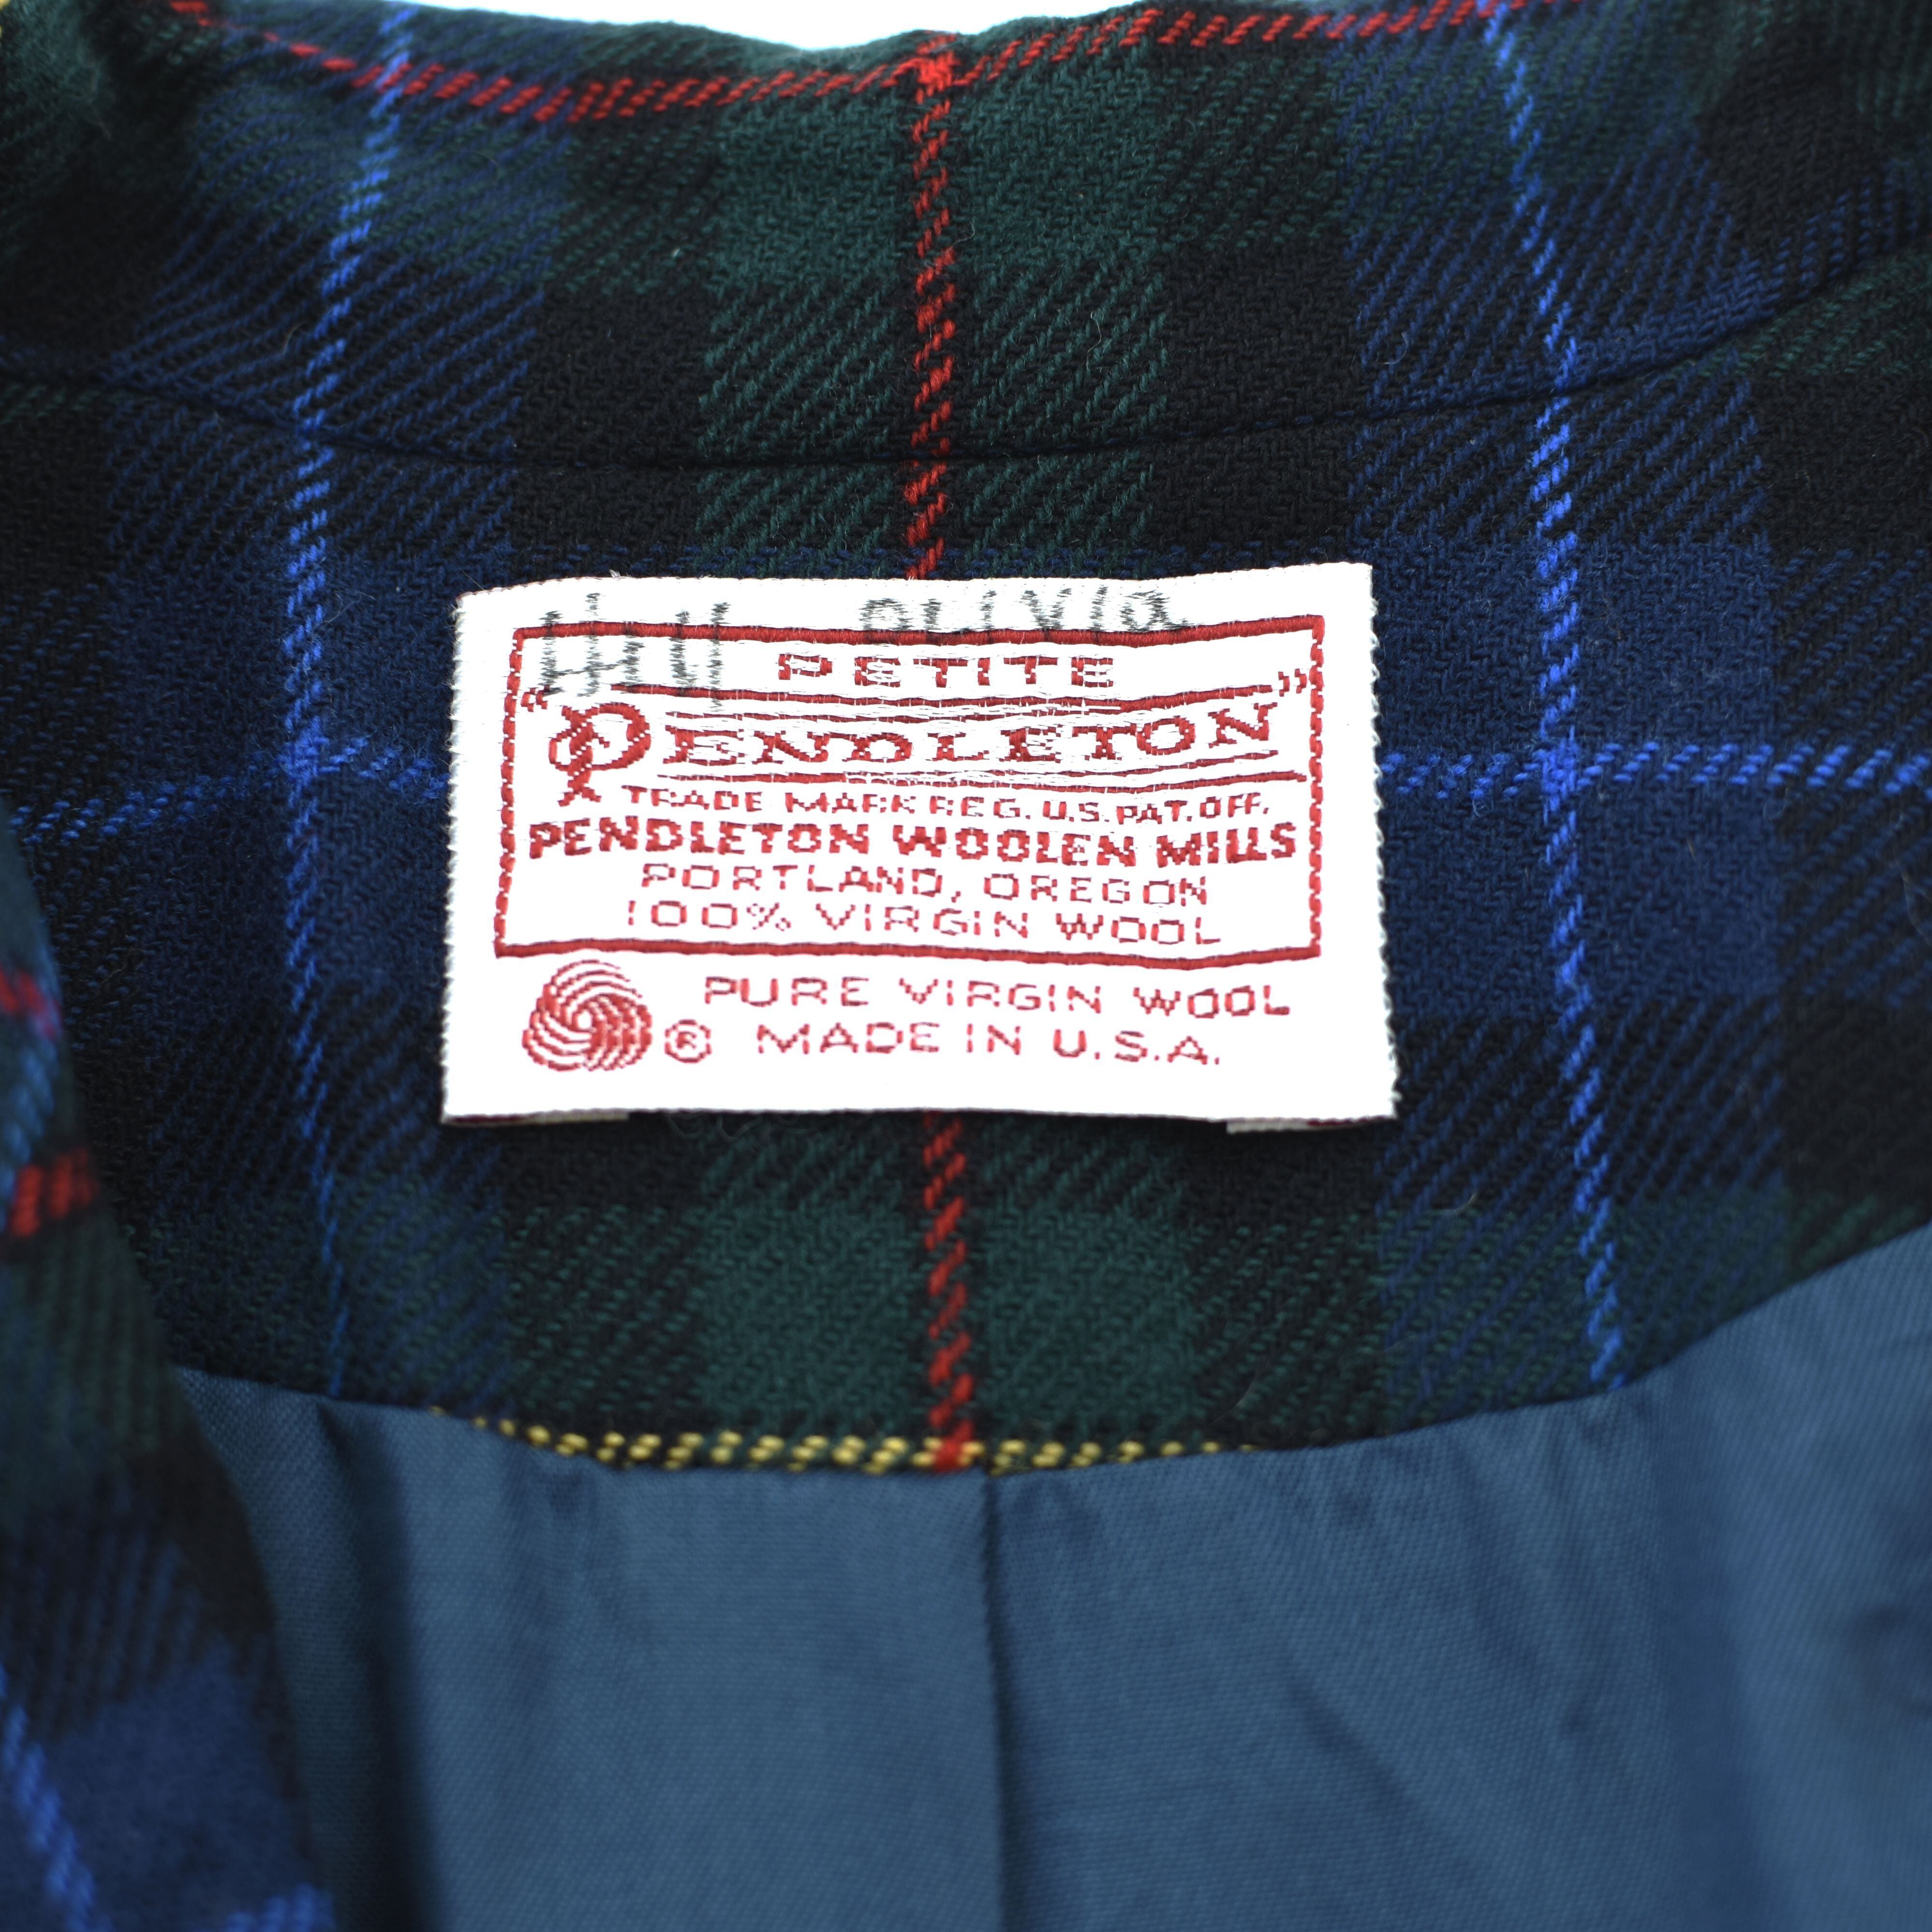 OLIVIA
PETITE
"PENDLETON"
TRADE MARK REG. U.S. PAT. OFF.
PENDLETON WOOLEN MILLS
PORTLAND, OREGON
100% VIRGIN WOOL
PURE VIRGIN WOOL
® MADE IN U.S.A.